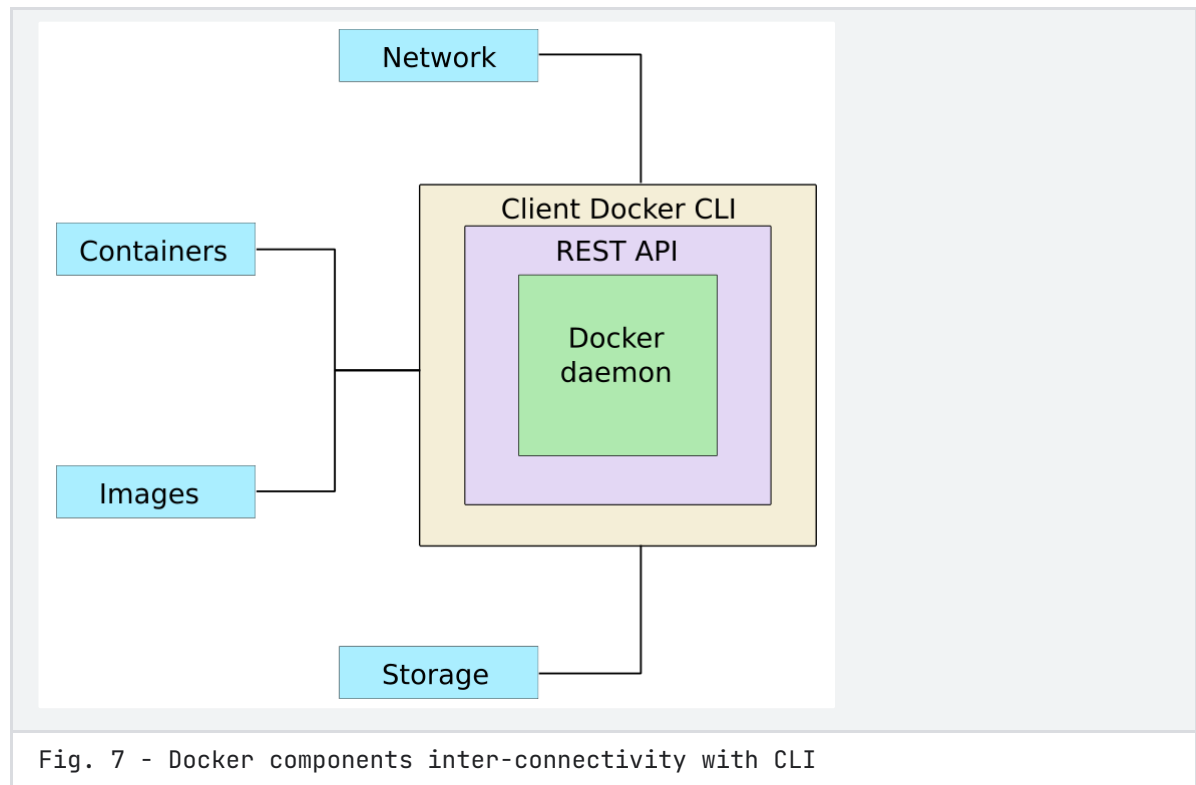 Network
Client Docker CLI
REST API
Containers
Docker
daemon
Images
Storage
Fig. 7 - Docker components inter-connectivity with CLI